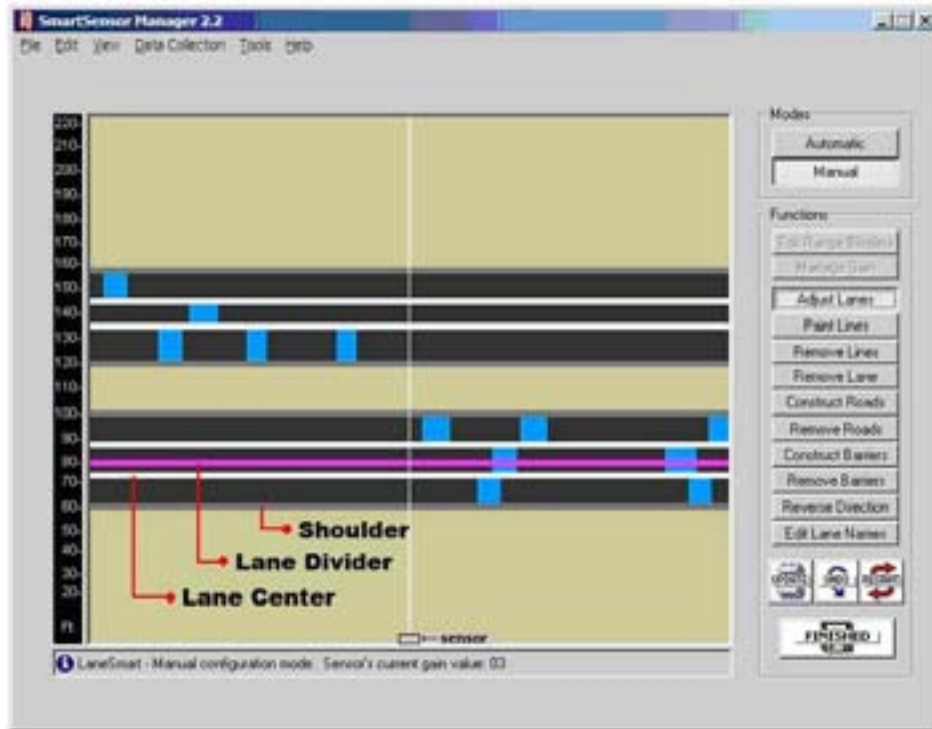 SmartSensor Manager 2.2
File Edit View Data Collection Tools Help
220
210
200
190
180
170
160
150
140
130
120
110
100
90
80
70
60
50
40
30
20
Ft
Shoulder
Lane Divider
Lane Center
sensor
LaneSmart - Manual configuration mode. Sensor's current gain value: 03
Modes
Automatic
Manual
Functions
Edit Range
Manage Gain
Adjust Lanes
Paint Lines
Remove Lines
Remove Lane
Construct Roads
Remove Roads
Construct Barriers
Remove Barriers
Reverse Direction
Edit Lane Names
UPDATE UNDO RESTART
FINISHED